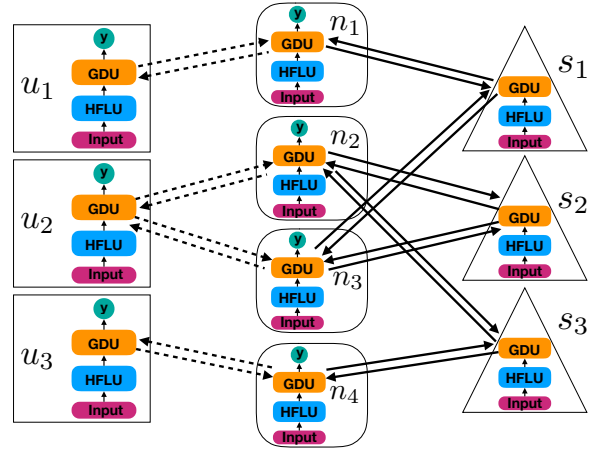 y
GDU
HFLU
Input
u1
y
GDU
HFLU
Input
u2
y
GDU
HFLU
Input
u3
y
GDU
HFLU
Input
n1
y
GDU
HFLU
Input
n2
y
GDU
HFLU
Input
n3
y
GDU
HFLU
Input
n4
GDU
HFLU
Input
s1
GDU
HFLU
Input
s2
GDU
HFLU
Input
s3